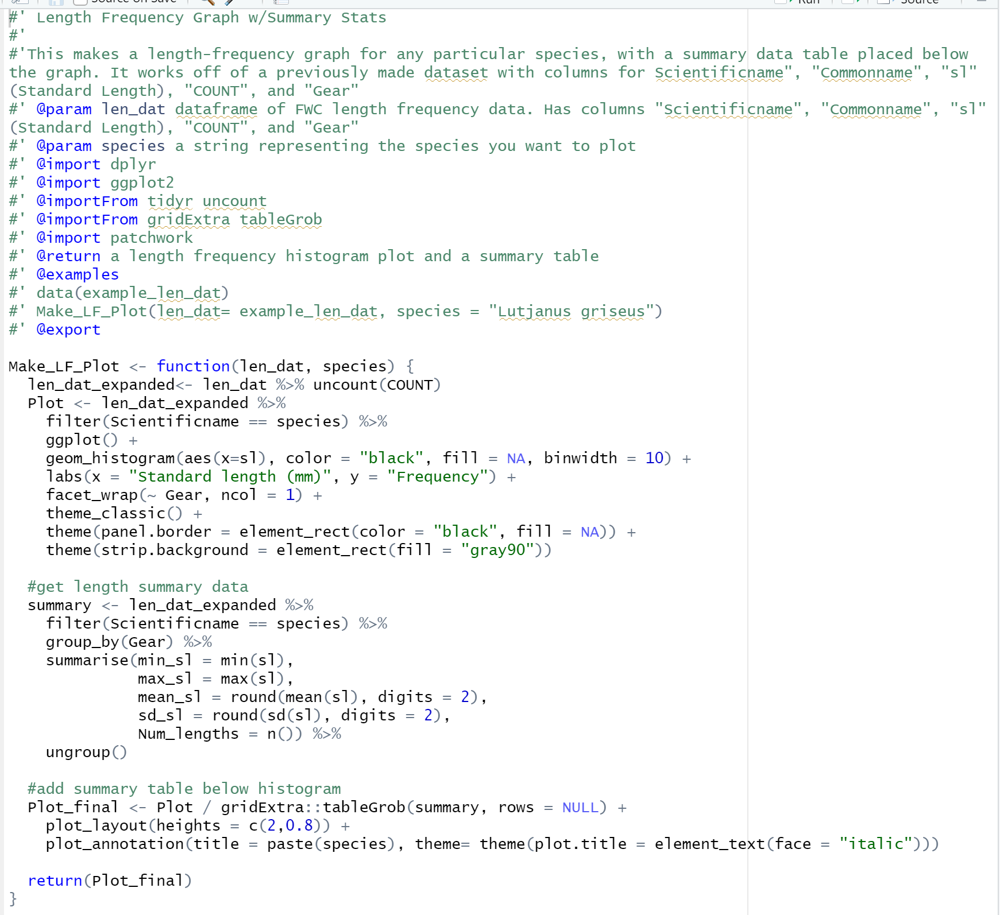 Source on Save Run Source
#'  Length Frequency Graph w/Summary Stats
#'
#'This makes a length-frequency graph for any particular species, with a summary data table placed below
the graph. It works off of a previously made dataset with columns for Scientificname", "Commonname", "sl"
(Standard Length), "COUNT", and "Gear"
#' @param len_dat dataframe of FWC length frequency data. Has columns "Scientificname", "Commonname", "sl"
(Standard Length), "COUNT", and "Gear"
#' @param species a string representing the species you want to plot
#' @import dplyr
#' @import ggplot2
#' @importFrom tidyr uncount
#' @importFrom gridExtra tableGrob
#' @import patchwork
#' @return a length frequency histogram plot and a summary table
#' @examples
#' data(example_len_dat)
#' Make_LF_Plot(len_dat= example_len_dat, species = "Lutjanus griseus")
#' @export

Make_LF_Plot <- function(len_dat, species) {
  len_dat_expanded<- len_dat %>% uncount(COUNT)
  Plot <- len_dat_expanded %>%
    filter(Scientificname == species) %>%
    ggplot() +
    geom_histogram(aes(x=sl), color = "black", fill = NA, binwidth = 10) +
    labs(x = "Standard length (mm)", y = "Frequency") +
    facet_wrap(~ Gear, ncol = 1) +
    theme_classic() +
    theme(panel.border = element_rect(color = "black", fill = NA)) +
    theme(strip.background = element_rect(fill = "gray90"))

  #get length summary data
  summary <- len_dat_expanded %>%
    filter(Scientificname == species) %>%
    group_by(Gear) %>%
    summarise(min_sl = min(sl),
              max_sl = max(sl),
              mean_sl = round(mean(sl), digits = 2),
              sd_sl = round(sd(sl), digits = 2),
              Num_lengths = n()) %>%
    ungroup()

  #add summary table below histogram
  Plot_final <- Plot / gridExtra::tableGrob(summary, rows = NULL) +
    plot_layout(heights = c(2,0.8)) +
    plot_annotation(title = paste(species), theme= theme(plot.title = element_text(face = "italic")))

  return(Plot_final)
}